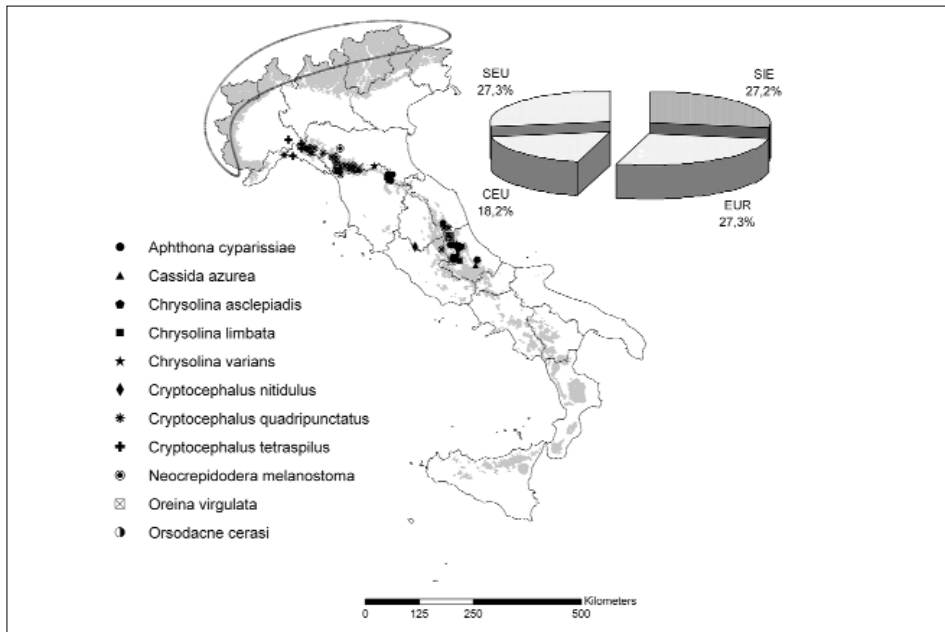 SEU
27,3%
SIE
27,2%
CEU
18,2%
EUR
27,3%
Aphthona cyparissiae
Cassida azurea
Chrysolina asclepiadis
Chrysolina limbata
Chrysolina varians
Cryptocephalus nitidulus
Cryptocephalus quadripunctatus
Cryptocephalus tetraspilus
Neocrepidodera melanostoma
Oreina virgulata
Orsodacne cerasi
Kilometers
0 125 250 500